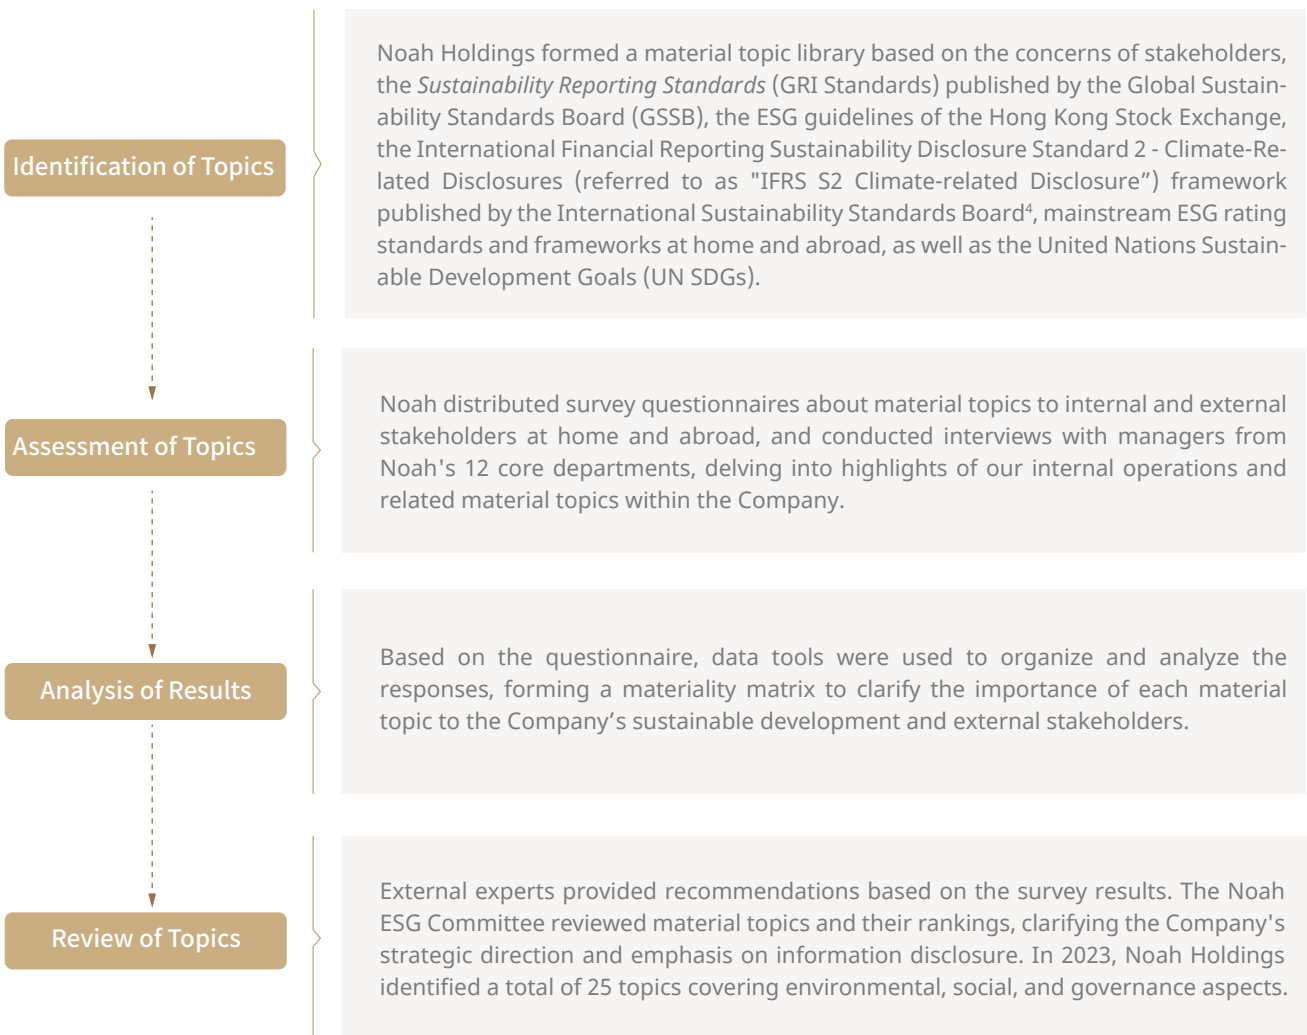 Identification of Topics
Noah Holdings formed a material topic library based on the concerns of stakeholders,
the Sustainability Reporting Standards (GRI Standards) published by the Global Sustain-
ability Standards Board (GSSB), the ESG guidelines of the Hong Kong Stock Exchange,
the International Financial Reporting Sustainability Disclosure Standard 2 - Climate-Re-
lated Disclosures (referred to as "IFRS S2 Climate-related Disclosure”) framework
published by the International Sustainability Standards Board⁴, mainstream ESG rating
standards and frameworks at home and abroad, as well as the United Nations Sustain-
able Development Goals (UN SDGs).
Assessment of Topics
Noah distributed survey questionnaires about material topics to internal and external
stakeholders at home and abroad, and conducted interviews with managers from
Noah's 12 core departments, delving into highlights of our internal operations and
related material topics within the Company.
Analysis of Results
Based on the questionnaire, data tools were used to organize and analyze the
responses, forming a materiality matrix to clarify the importance of each material
topic to the Company’s sustainable development and external stakeholders.
Review of Topics
External experts provided recommendations based on the survey results. The Noah
ESG Committee reviewed material topics and their rankings, clarifying the Company's
strategic direction and emphasis on information disclosure. In 2023, Noah Holdings
identified a total of 25 topics covering environmental, social, and governance aspects.